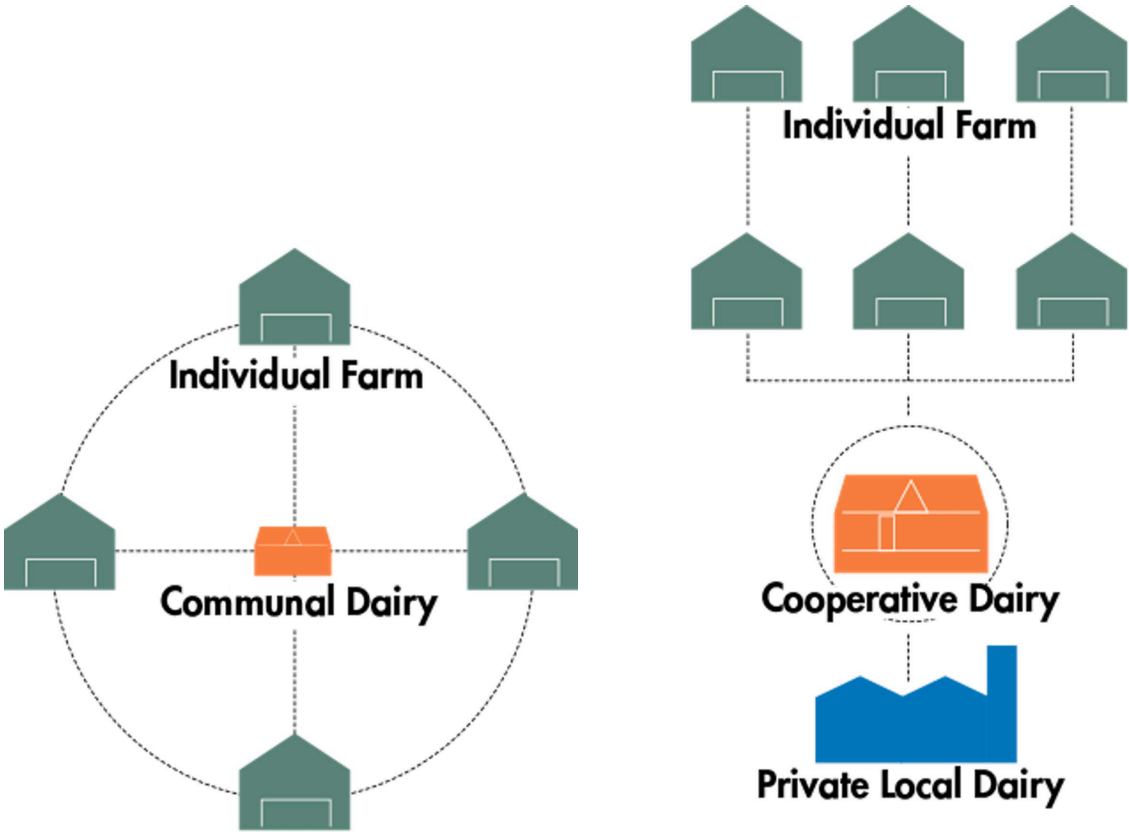 Individual Farm
Communal Dairy
Individual Farm
Cooperative Dairy
Private Local Dairy